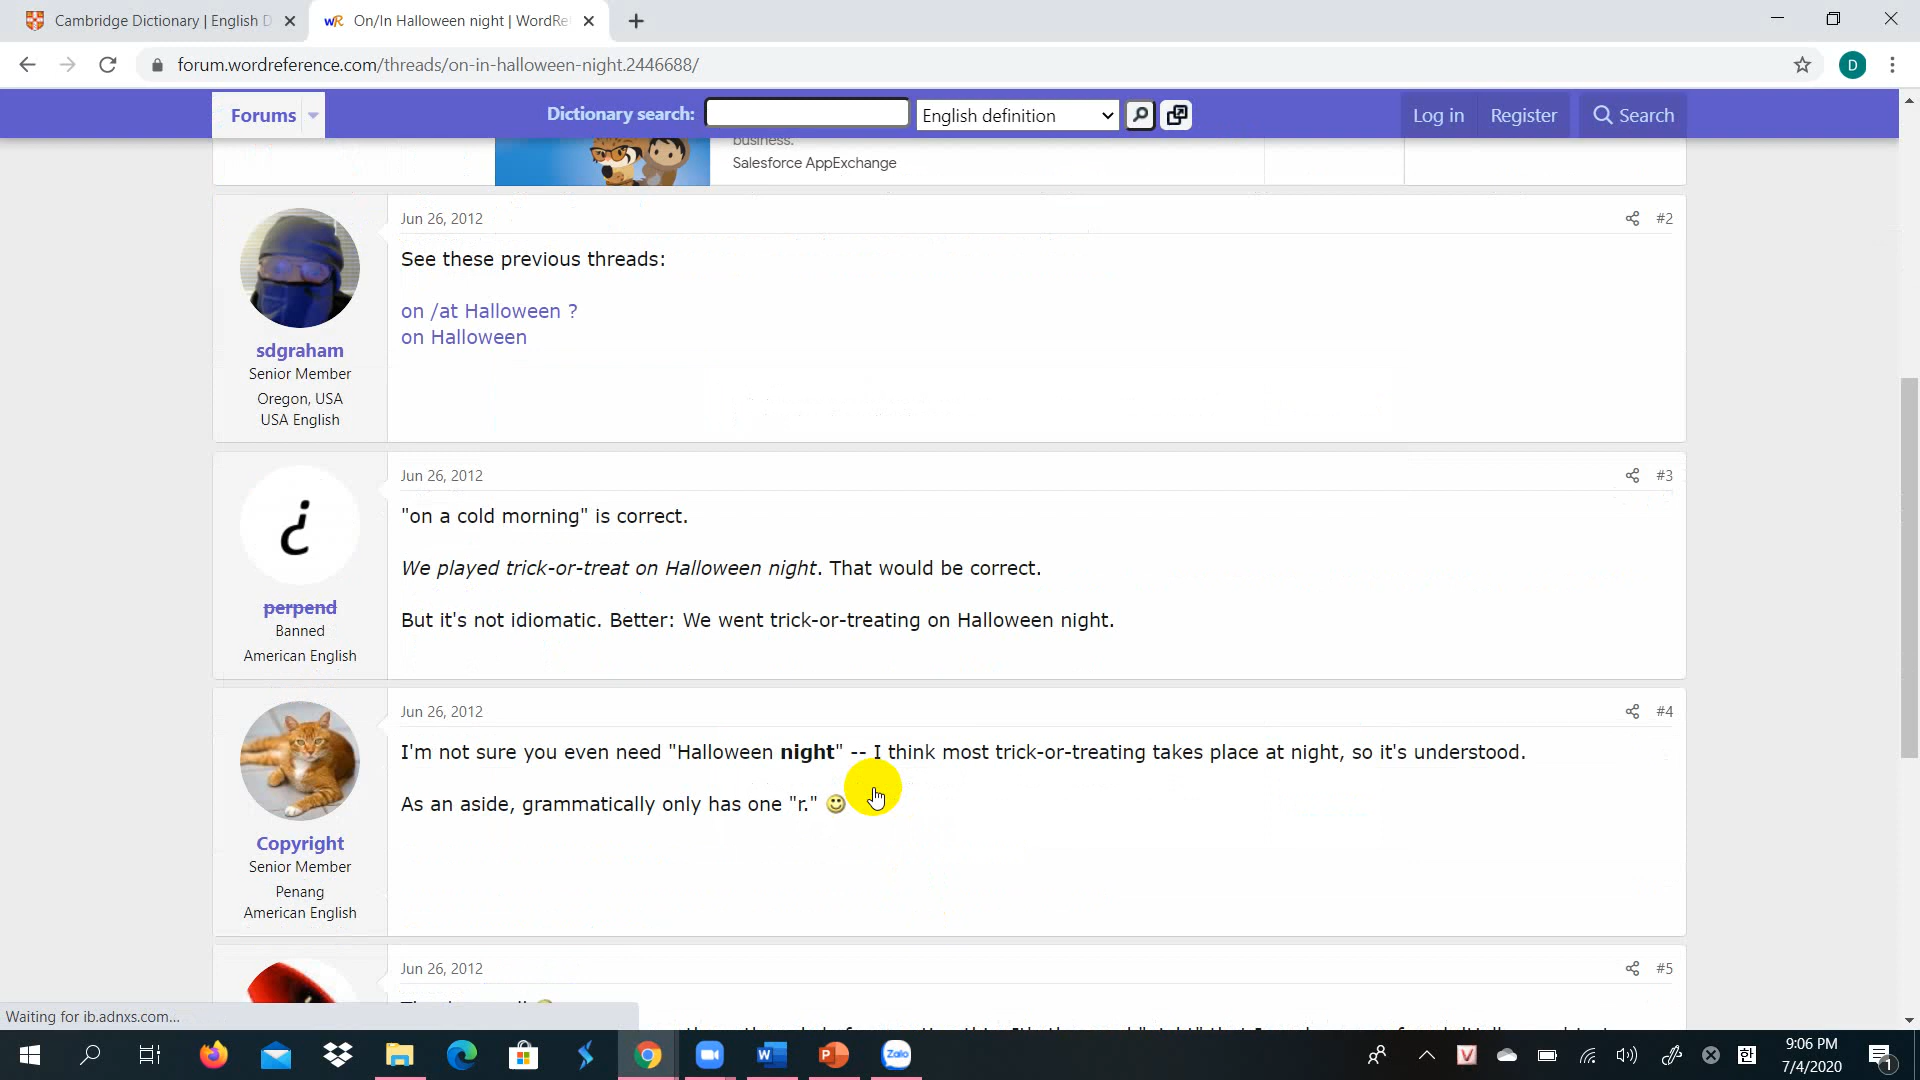 Cambridge Dictionary | English D
On/In Halloween night | WordRe
forum.wordreference.com/threads/on-in-halloween-night.2446688/
D
Forums
Dictionary search:
English definition
Log in
Register
Search
business.
Salesforce AppExchange
Jun 26, 2012
#2
See these previous threads:
on /at Halloween ?
on Halloween
sdgraham
Senior Member
Oregon, USA
USA English
Jun 26, 2012
#3
¿
"on a cold morning" is correct.
We played trick-or-treat on Halloween night. That would be correct.
But it's not idiomatic. Better: We went trick-or-treating on Halloween night.
perpend
Banned
American English
Jun 26, 2012
#4
I'm not sure you even need "Halloween night" -- I think most trick-or-treating takes place at night, so it's understood.
As an aside, grammatically only has one "r."
Copyright
Senior Member
Penang
American English
Jun 26, 2012
#5
Waiting for ib.adnxs.com...
Zalo
한
9:06 PM
7/4/2020
1